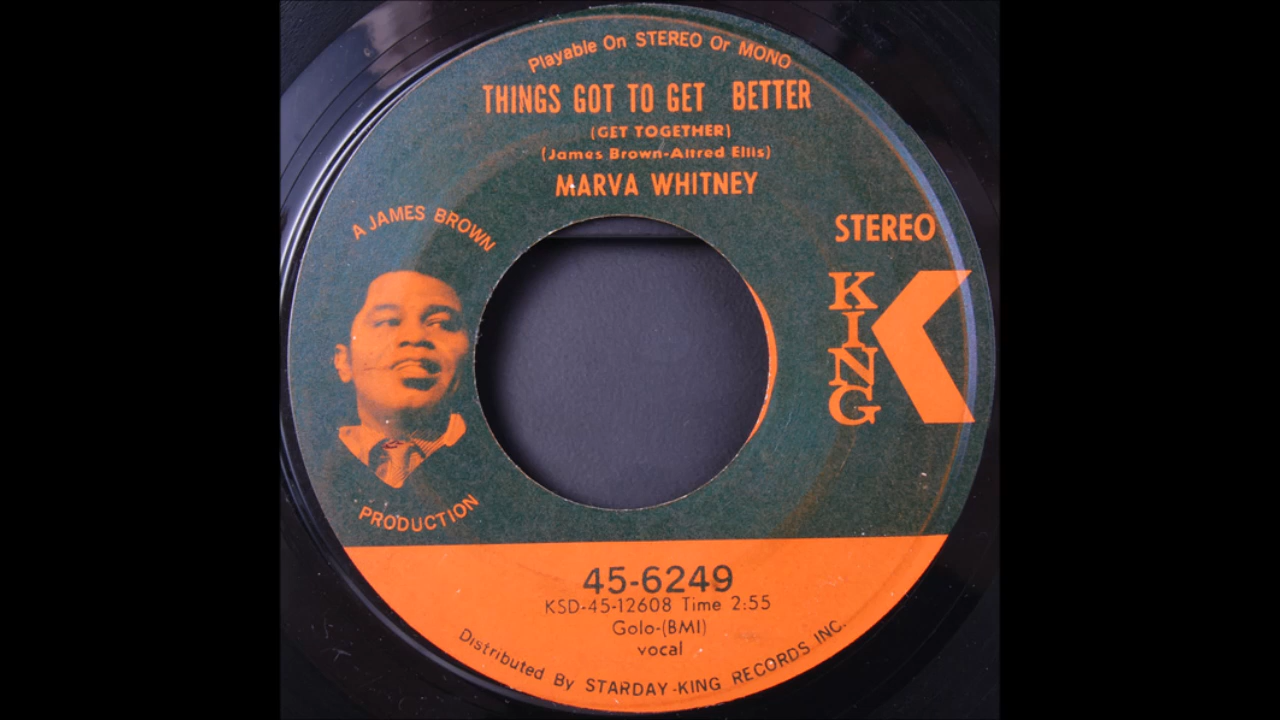 Playable On STEREO Or MONO
THINGS GOT TO GET BETTER
(GET TOGETHER)
(James Brown-Alfred Ellis)
MARVA WHITNEY
A JAMES BROWN
PRODUCTION
STEREO
KING
K
45-6249
KSD-45-12608 Time 2:55
Golo-(BMI)
vocal
Distributed By STARDAY-KING RECORDS INC.